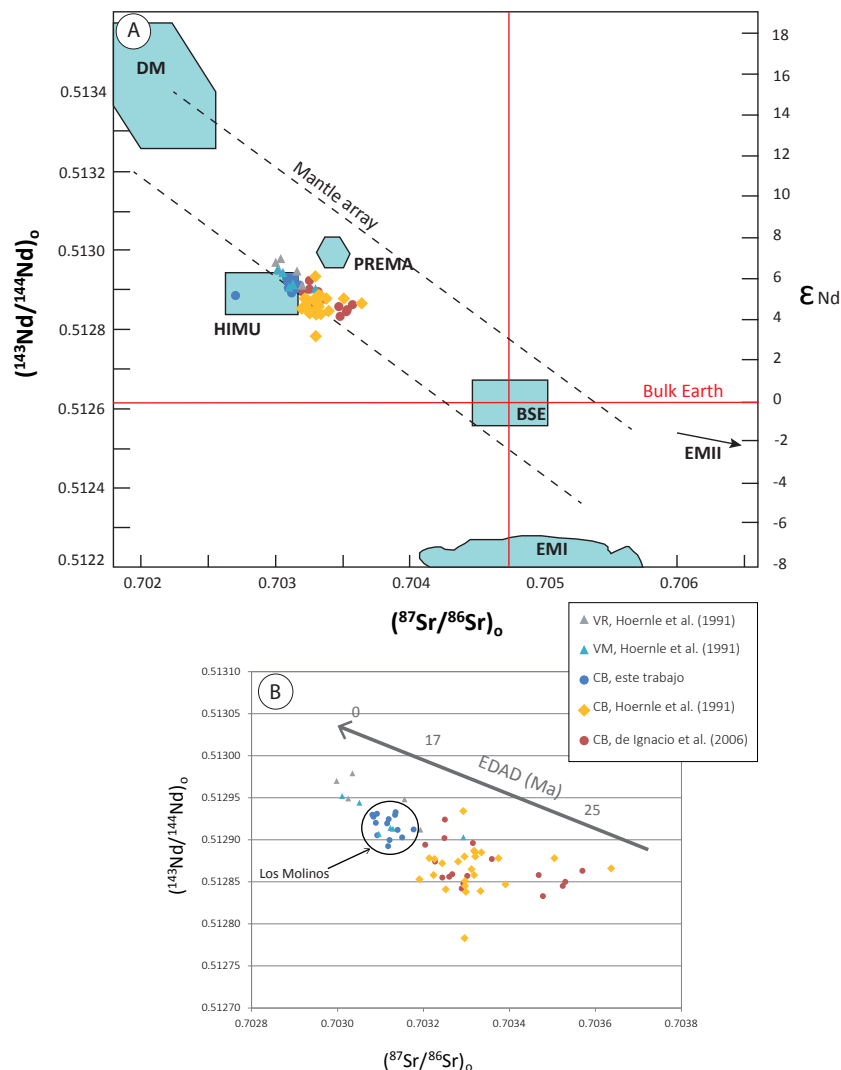 A
18
16
14
12
10
8
6
4
2
0
-2
-4
-6
-8
0.5134
0.5132
0.5130
0.5128
0.5126
0.5124
0.5122
(¹⁴³Nd/¹⁴⁴Nd)ₒ
εNd
DM
Mantle array
PREMA
HIMU
Bulk Earth
BSE
EMII
EMI
0.702
0.703
0.704
0.705
0.706
(⁸⁷Sr/⁸⁶Sr)ₒ
VR, Hoernle et al. (1991)
VM, Hoernle et al. (1991)
CB, este trabajo
CB, Hoernle et al. (1991)
CB, de Ignacio et al. (2006)
B
0.51310
0.51305
0.51300
0.51295
0.51290
0.51285
0.51280
0.51275
0.51270
(¹⁴³Nd/¹⁴⁴Nd)ₒ
0
17
EDAD (Ma)
25
Los Molinos
0.7028
0.7030
0.7032
0.7034
0.7036
0.7038
(⁸⁷Sr/⁸⁶Sr)ₒ